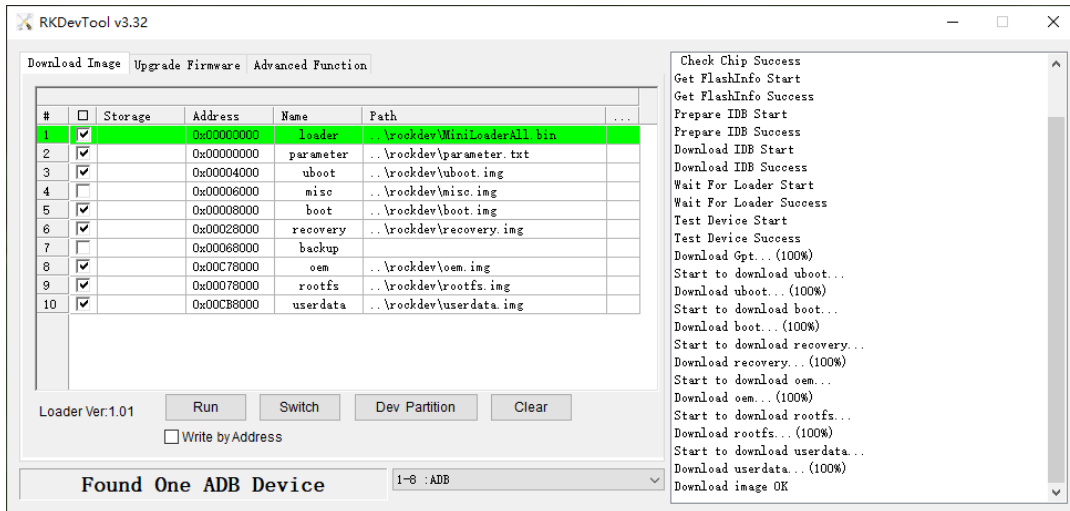 RKDevTool v3.32
Download Image Upgrade Firmware Advanced Function
# Storage Address Name Path ...
1 0x00000000 loader ..\rockdev\MiniLoaderAll.bin
2 0x00000000 parameter ..\rockdev\parameter.txt
3 0x00004000 uboot ..\rockdev\uboot.img
4 0x00006000 misc ..\rockdev\misc.img
5 0x00008000 boot ..\rockdev\boot.img
6 0x00028000 recovery ..\rockdev\recovery.img
7 0x00068000 backup
8 0x00C78000 oem ..\rockdev\oem.img
9 0x00078000 rootfs ..\rockdev\rootfs.img
10 0x00CB8000 userdata ..\rockdev\userdata.img
Loader Ver:1.01 Run Switch Dev Partition Clear
Write by Address
Found One ADB Device
1-8 :ADB
Check Chip Success
Get FlashInfo Start
Get FlashInfo Success
Prepare IDB Start
Prepare IDB Success
Download IDB Start
Download IDB Success
Wait For Loader Start
Wait For Loader Success
Test Device Start
Test Device Success
Download Gpt...(100%)
Start to download uboot...
Download uboot...(100%)
Start to download boot...
Download boot...(100%)
Start to download recovery...
Download recovery...(100%)
Start to download oem...
Download oem...(100%)
Start to download rootfs...
Download rootfs...(100%)
Start to download userdata...
Download userdata...(100%)
Download image OK